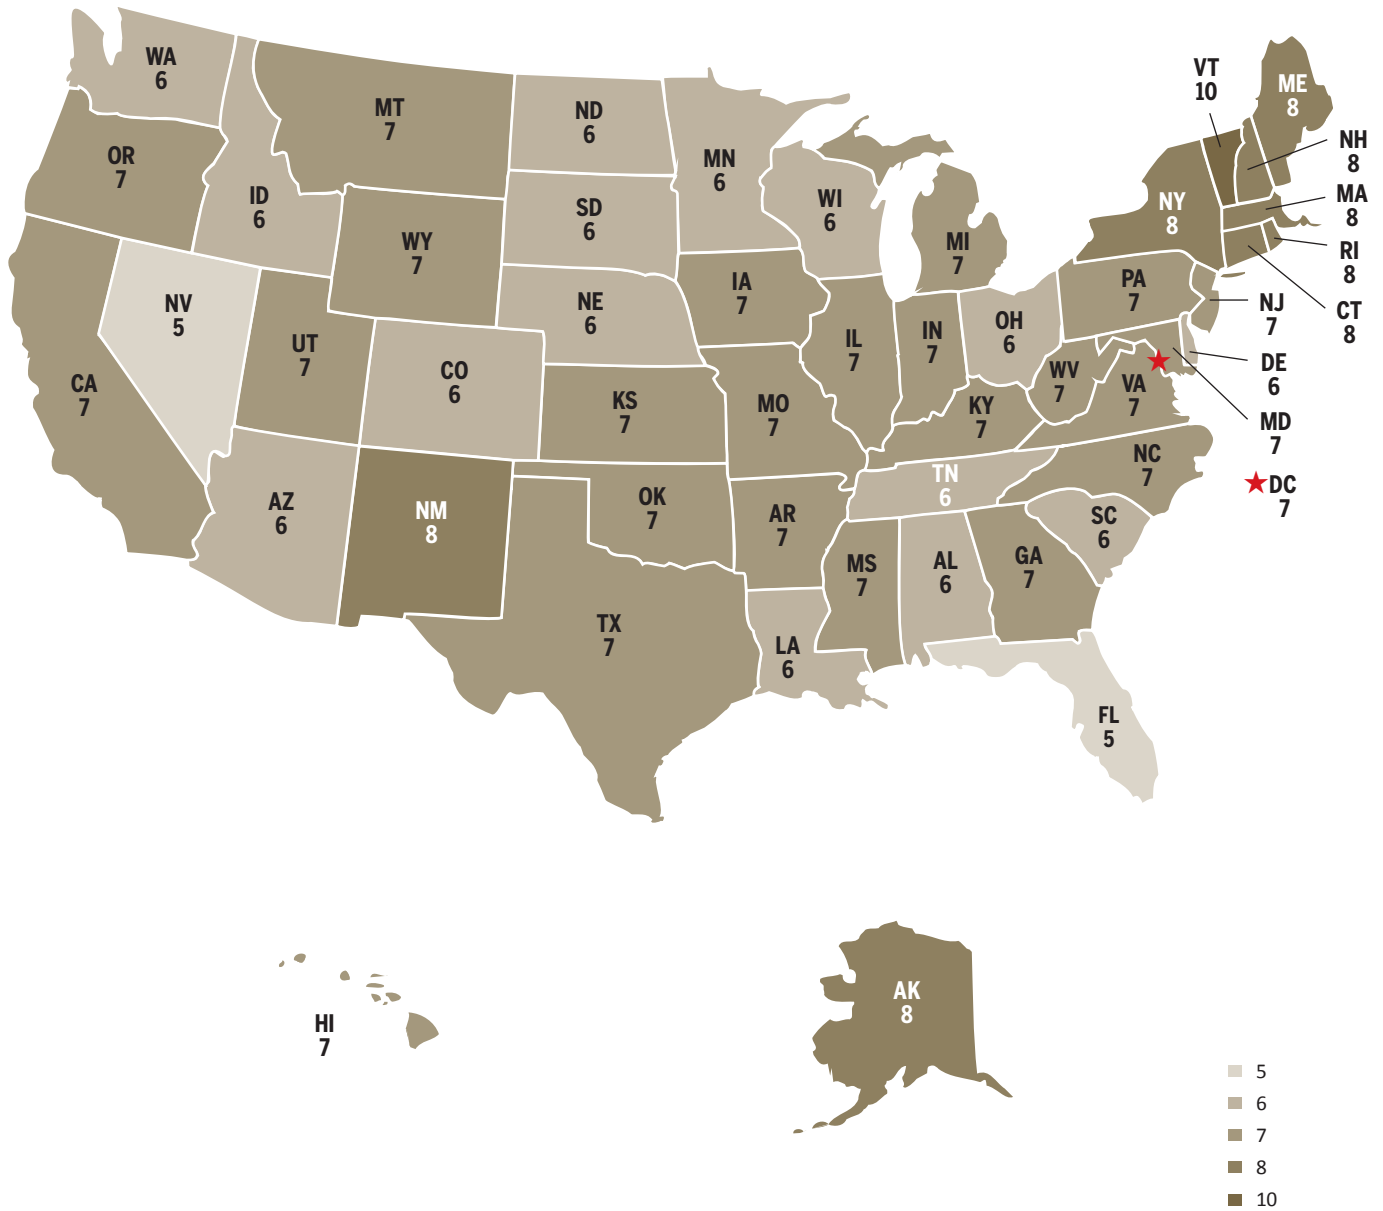 WA
6
MT
7
ND
6
MN
6
VT
10
ME
8
OR
7
ID
6
SD
6
WI
6
NY
8
NH
8
MA
8
RI
8
WY
7
MI
7
IA
7
PA
7
NJ
7
CT
8
NV
5
NE
6
IL
7
IN
7
OH
6
UT
7
CO
6
WV
7
VA
7
DE
6
CA
7
KS
7
MO
7
KY
7
MD
7
NC
7
TN
6
DC
7
AZ
6
NM
8
OK
7
AR
7
SC
6
MS
7
AL
6
GA
7
TX
7
LA
6
FL
5
HI
7
AK
8
5
6
7
8
10